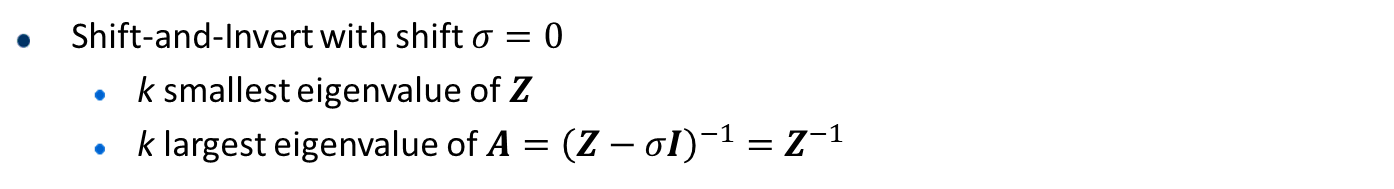 • Shift-and-Invert with shift σ = 0
• k smallest eigenvalue of Z
• k largest eigenvalue of A = (Z − σI)⁻¹ = Z⁻¹